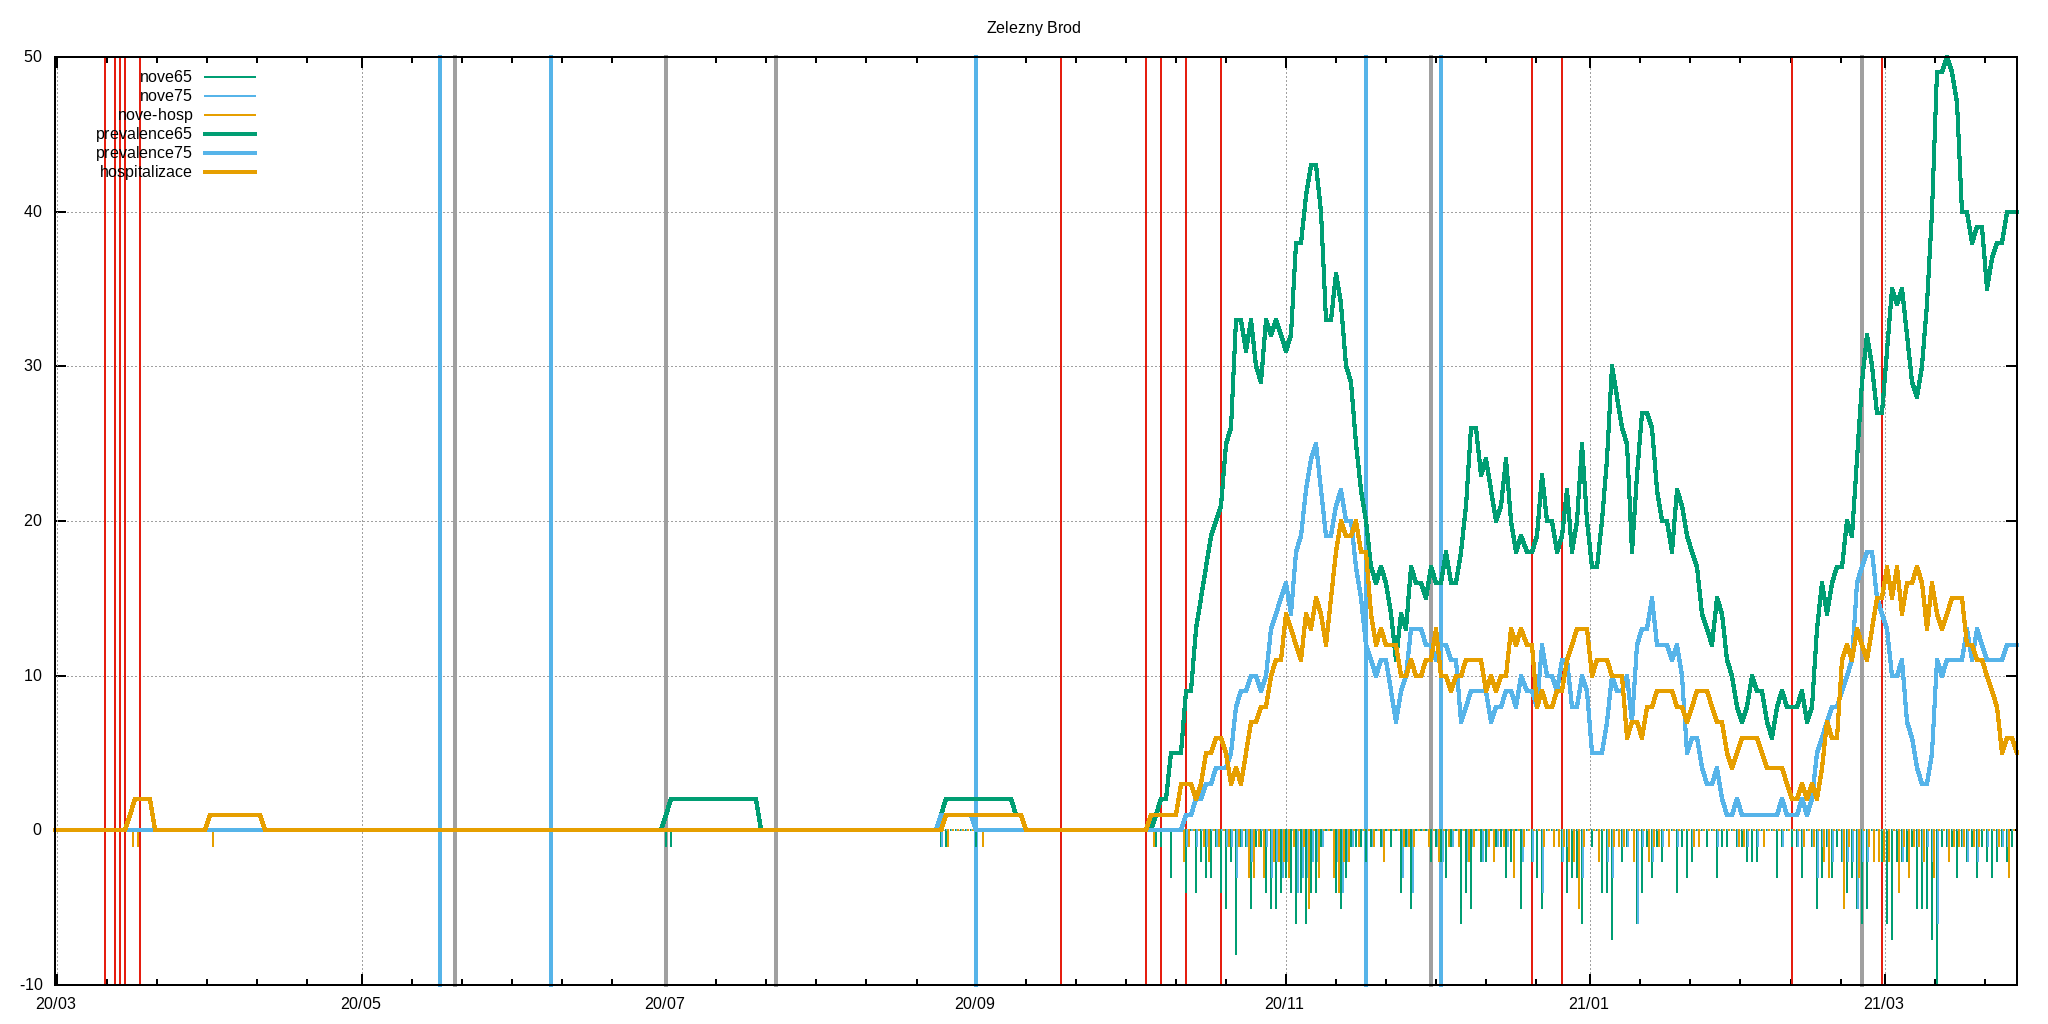 Zelezny Brod
50
nove65
nove75
nove-hosp
prevalence65
prevalence75
hospitalizace
40
30
20
10
0
-10
20/03 20/05 20/07 20/09 20/11 21/01 21/03